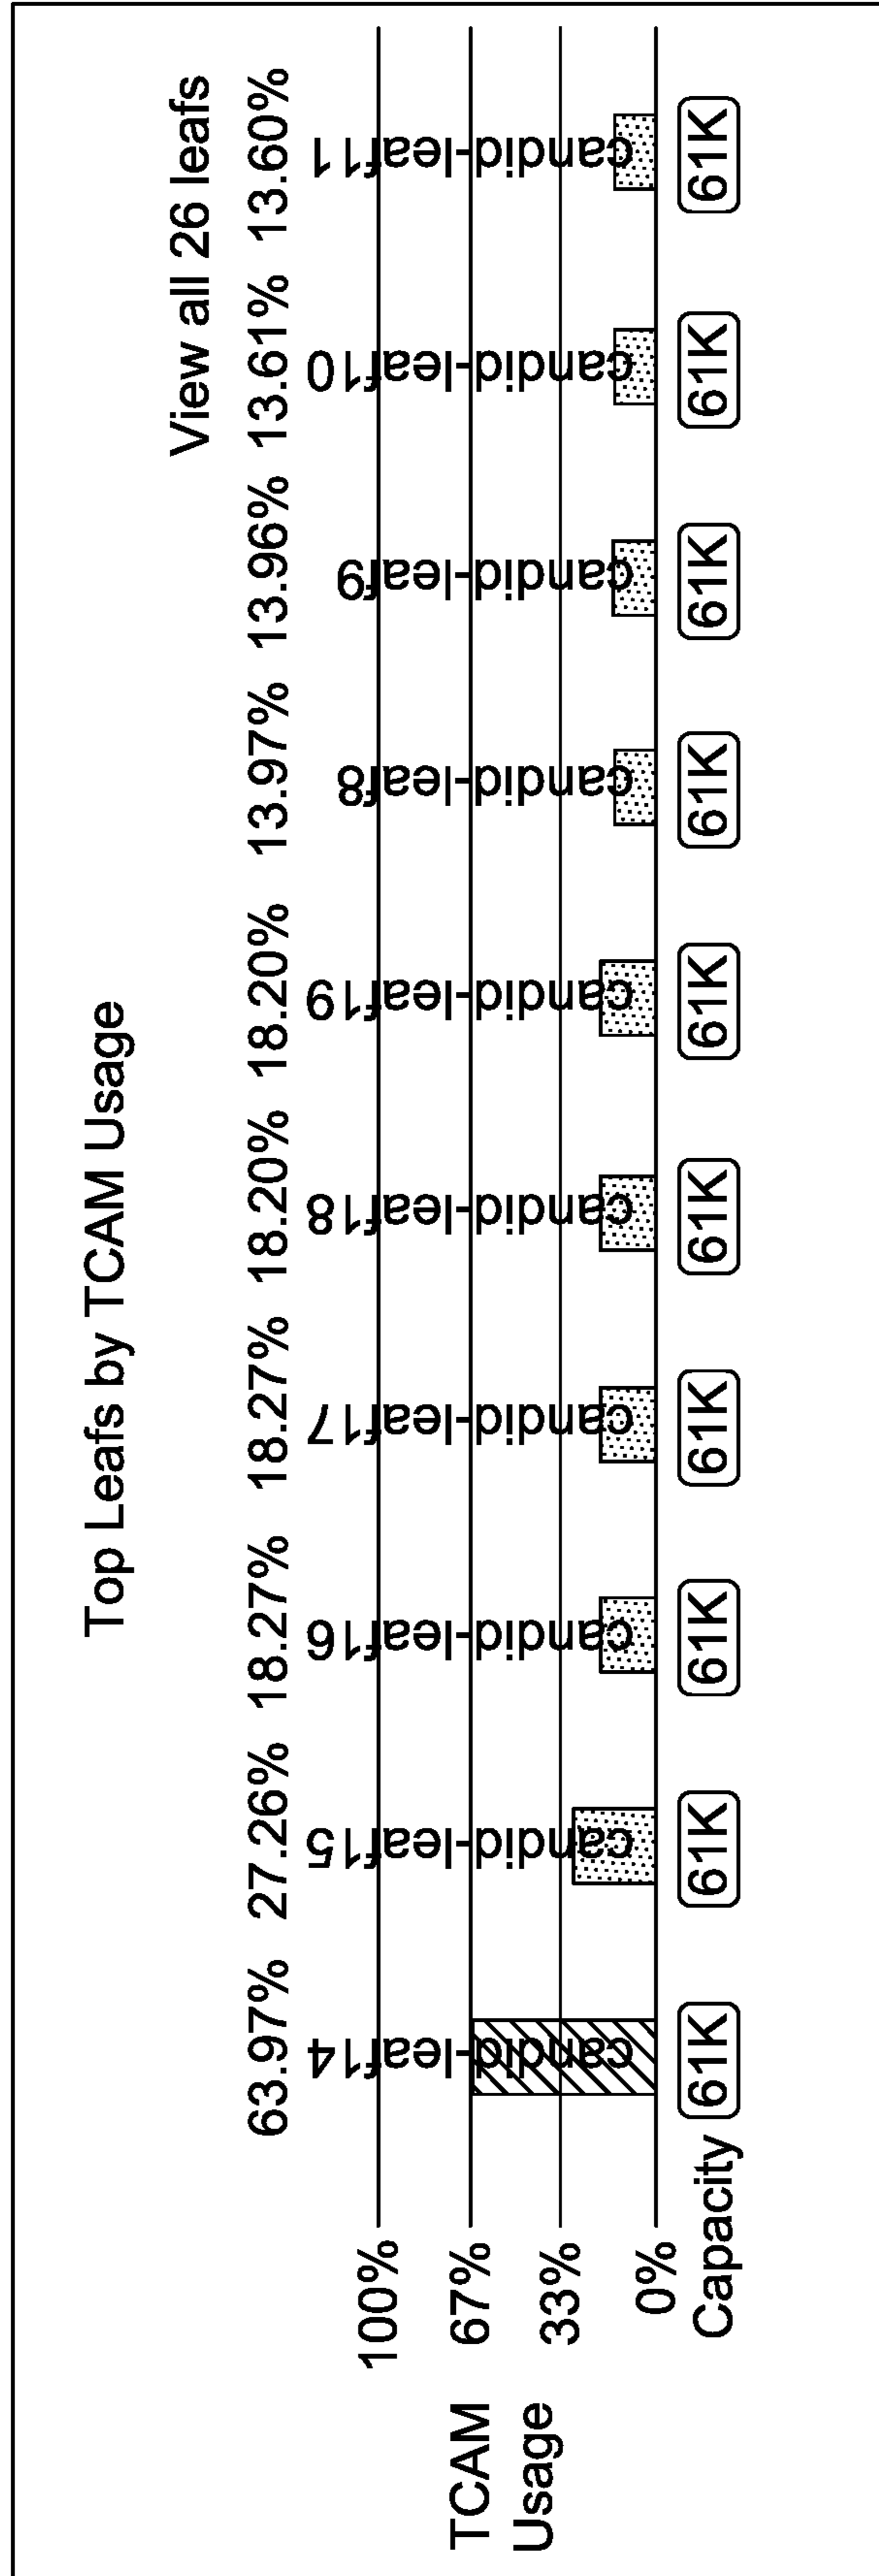 Top Leafs by TCAM Usage
View all 26 leafs
63.97% 27.26% 18.27% 18.27% 18.20% 18.20% 13.97% 13.96% 13.61% 13.60%
candid-leaf14 candid-leaf15 candid-leaf16 candid-leaf17 candid-leaf18 candid-leaf19 candid-leaf8 candid-leaf9 candid-leaf10 candid-leaf11
100%
TCAM 67%
Usage 33%
0%
Capacity 61K 61K 61K 61K 61K 61K 61K 61K 61K 61K